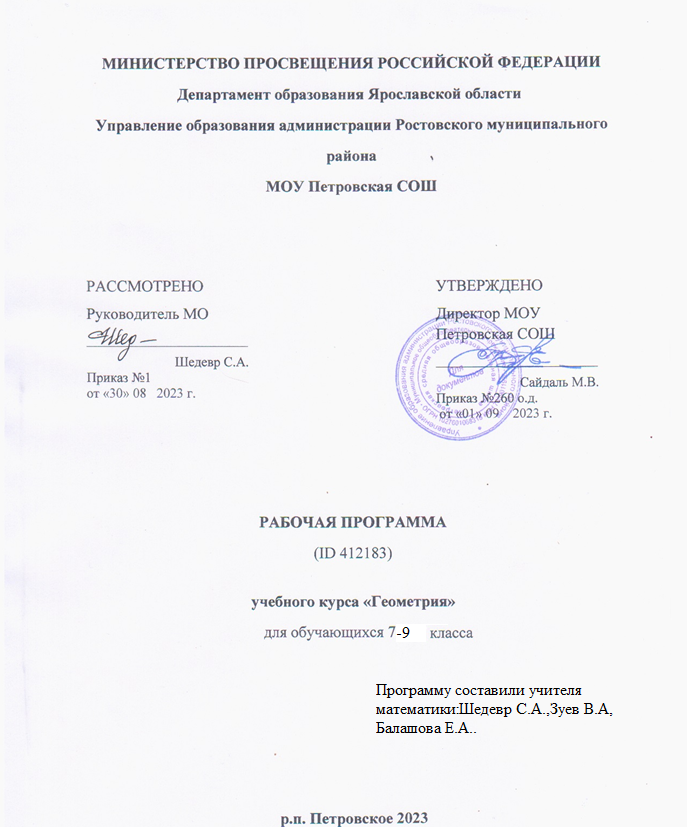 МИНИСТЕРСТВО ПРОСВЕЩЕНИЯ РОССИЙСКОЙ ФЕДЕРАЦИИ
Департамент образования Ярославской области
Управление образования администрации Ростовского муниципального
района
МОУ Петровская СОШ
РАССМОТРЕНО
Руководитель МО
Шедевр С.А.
Приказ №1
от «30» 08 2023 г.
УТВЕРЖДЕНО
Директор МОУ
Петровская СОШ
Для
документов
Сайдаль М.В.
Приказ №260 о.д.
от «01» 09 2023 г.
РАБОЧАЯ ПРОГРАММА
(ID 412183)
учебного курса «Геометрия»
для обучающихся 7-9 класса
Программу составили учителя
математики:Шедевр С.А.,Зуев В.А,
Балашова Е.А..
р.п. Петровское 2023